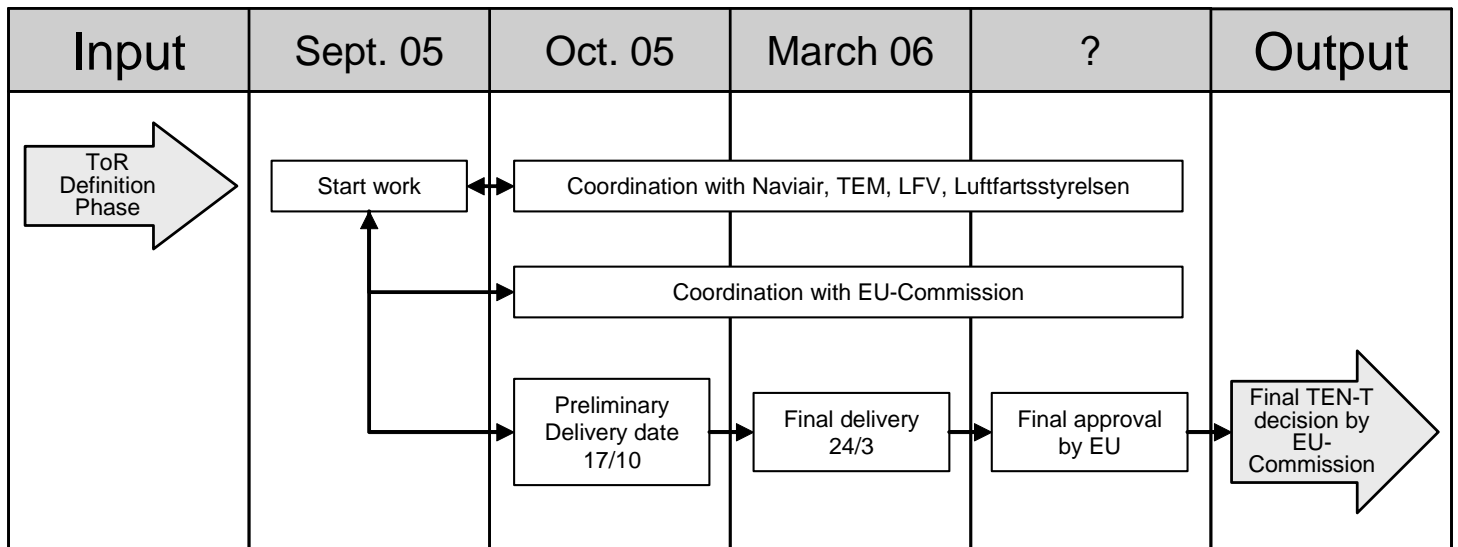 Input
Sept. 05
Oct. 05
March 06
?
Output
ToR
Definition
Phase
Start work
Coordination with Naviair, TEM, LFV, Luftfartsstyrelsen
Coordination with EU-Commission
Preliminary
Delivery date
17/10
Final delivery
24/3
Final approval
by EU
Final TEN-T
decision by
EU-
Commission